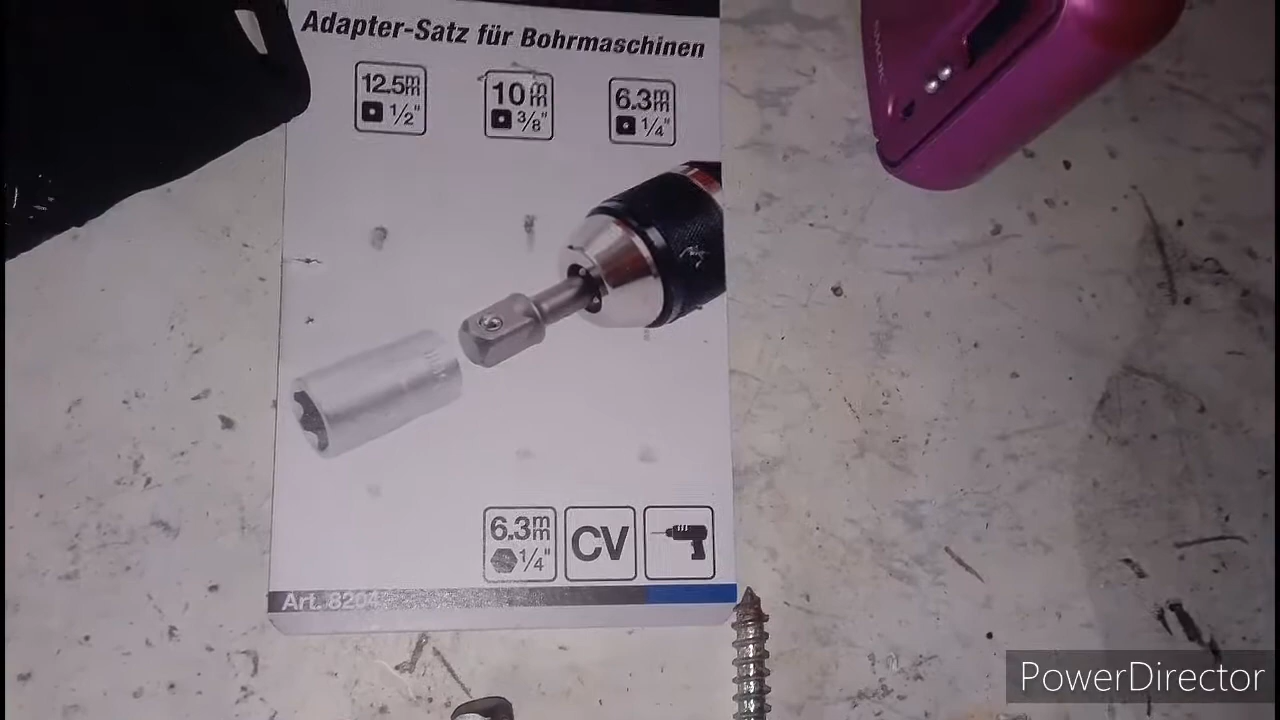 Adapter-Satz für Bohrmaschinen
12.5mm
1/2"
10mm
3/8"
6.3mm
1/4"
6.3mm
1/4"
CV
Art. 8204
PowerDirector